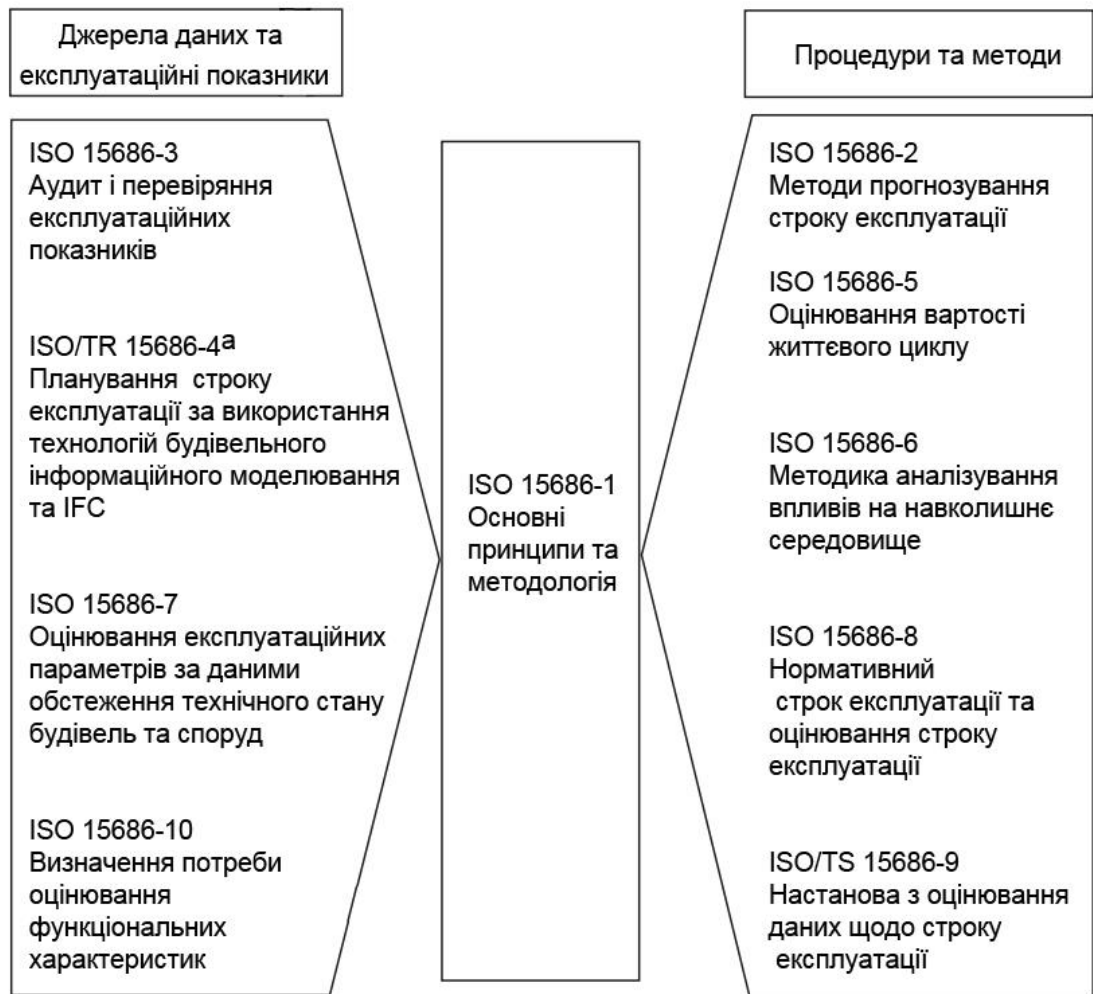 Джерела даних та
експлуатаційні показники
ISO 15686-3
Аудит і перевіряння
експлуатаційних
показників
ISO/TR 15686-4а
Планування строку
експлуатації за використання
технологій будівельного
інформаційного моделювання
та IFC
ISO 15686-7
Оцінювання експлуатаційних
параметрів за даними
обстеження технічного стану
будівель та споруд
ISO 15686-10
Визначення потреби
оцінювання
функціональних
характеристик
ISO 15686-1
Основні
принципи та
методологія
Процедури та методи
ISO 15686-2
Методи прогнозування
строку експлуатації
ISO 15686-5
Оцінювання вартості
життєвого циклу
ISO 15686-6
Методика аналізування
впливів на навколишнє
середовище
ISO 15686-8
Нормативний
строк експлуатації та
оцінювання строку
експлуатації
ISO/TS 15686-9
Настанова з оцінювання
даних щодо строку
експлуатації